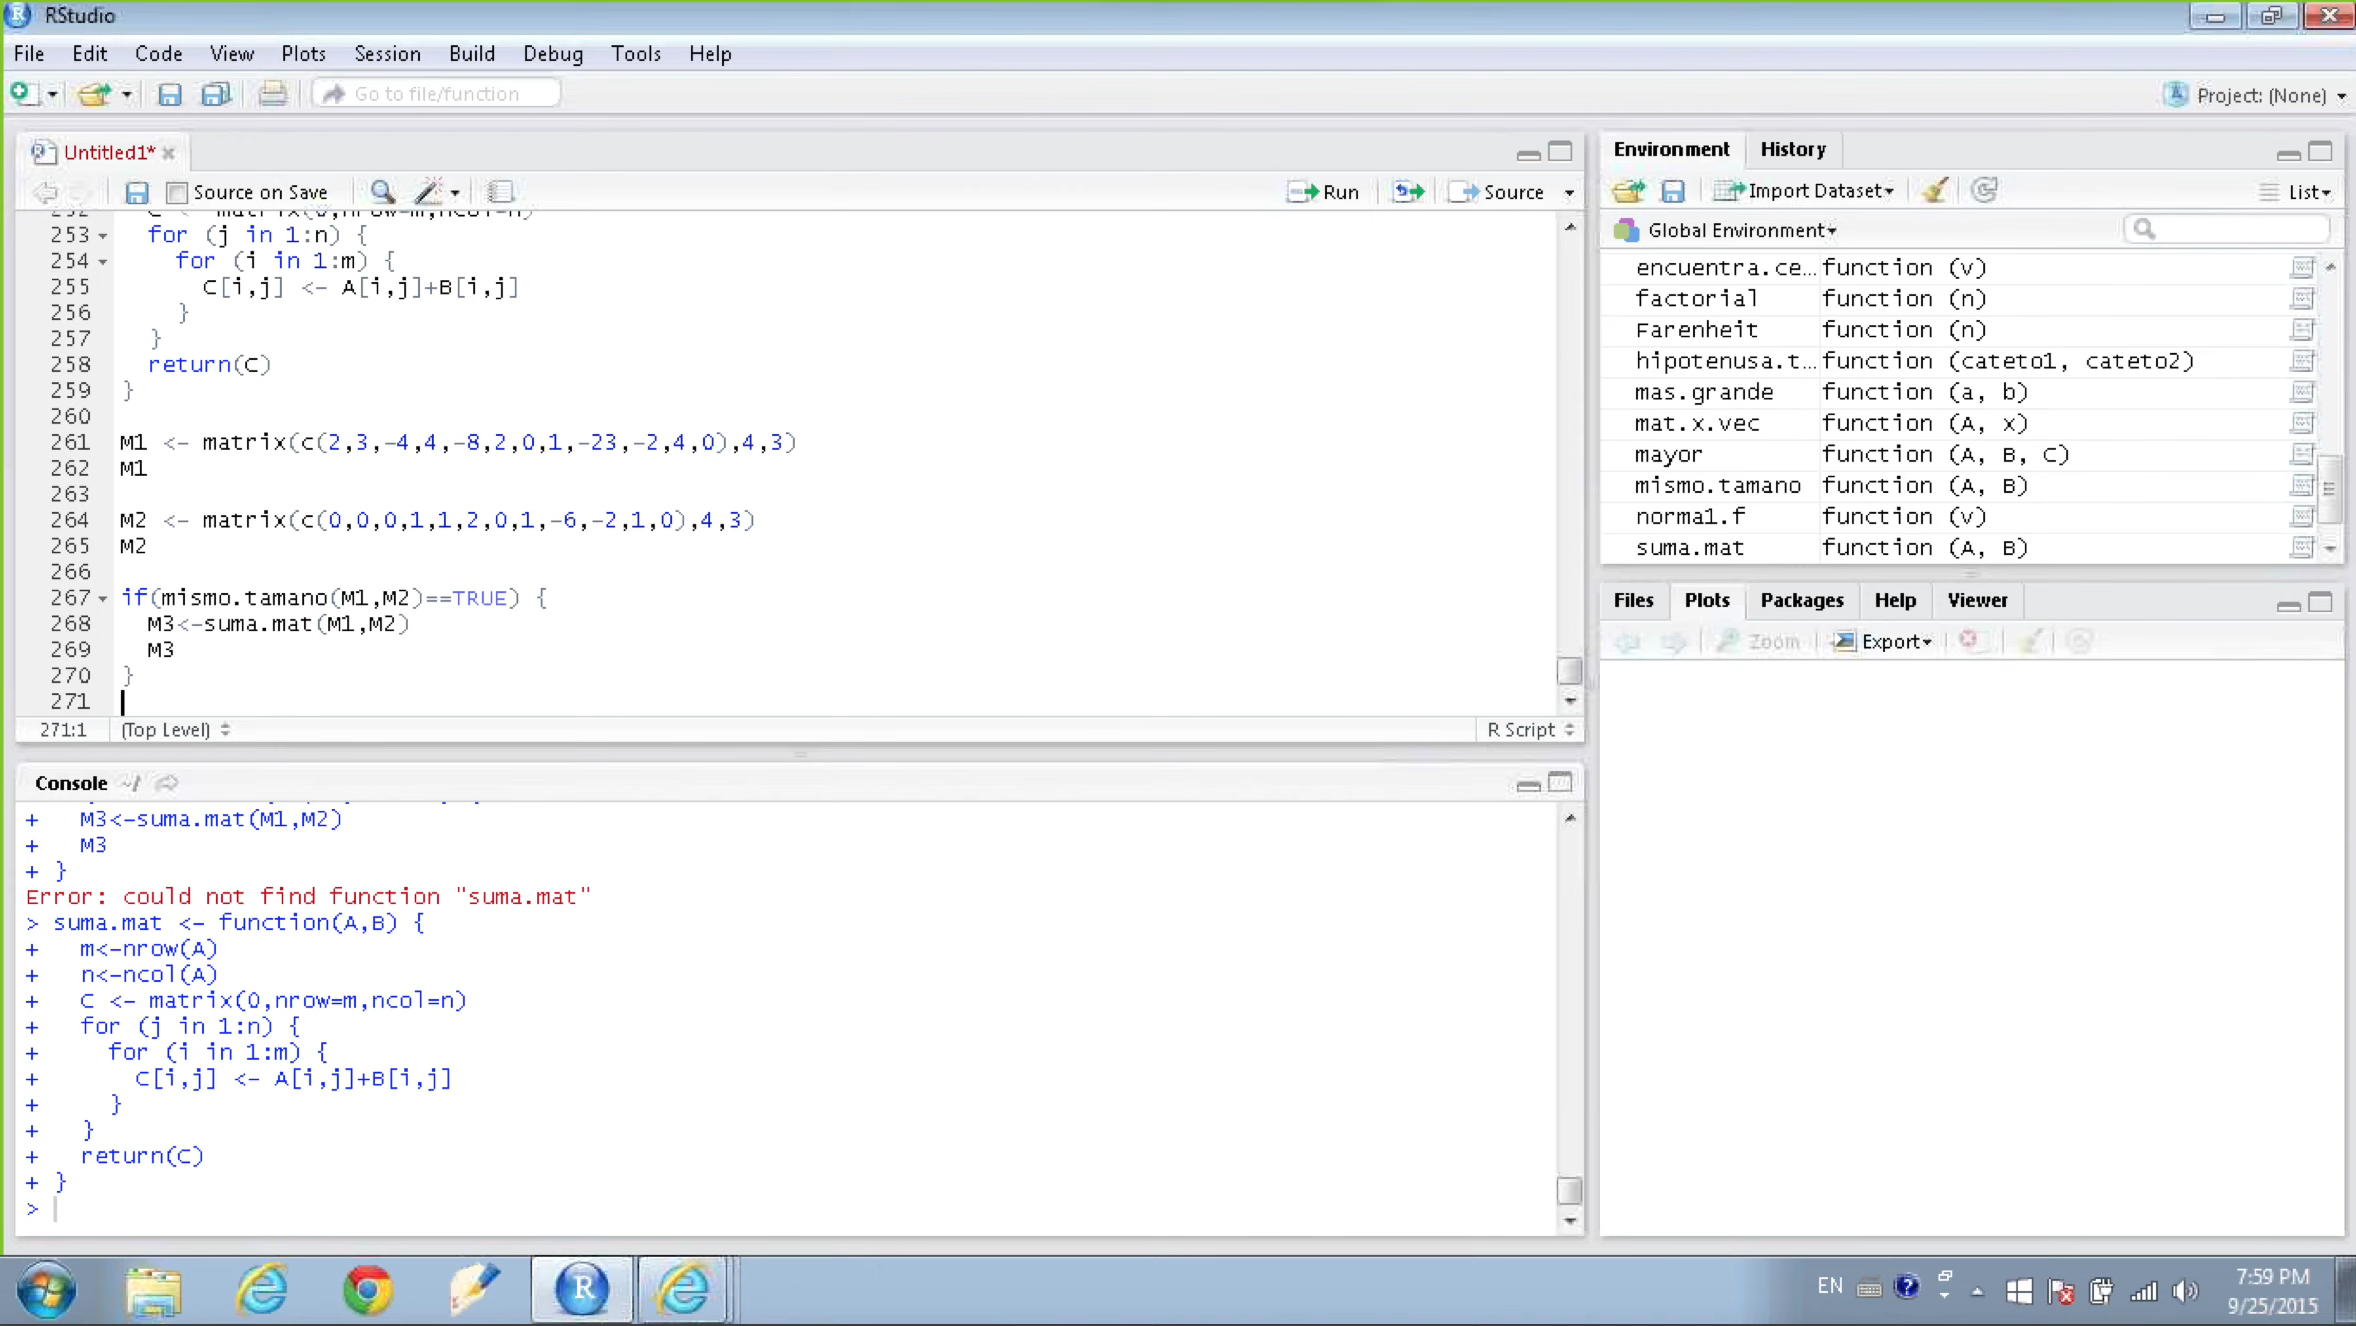 RStudio
File Edit Code View Plots Session Build Debug Tools Help
Go to file/function
Project: (None)
Untitled1*
Source on Save
Run
Source
252 C <- matrix(0,nrow=m,ncol=n)
253 for (j in 1:n) {
254 for (i in 1:m) {
255 C[i,j] <- A[i,j]+B[i,j]
256 }
257 }
258 return(C)
259 }
260
261 M1 <- matrix(c(2,3,-4,4,-8,2,0,1,-23,-2,4,0),4,3)
262 M1
263
264 M2 <- matrix(c(0,0,0,1,1,2,0,1,-6,-2,1,0),4,3)
265 M2
266
267 if(mismo.tamano(M1,M2)==TRUE) {
268 M3<-suma.mat(M1,M2)
269 M3
270 }
271
271:1 (Top Level) R Script
Console ~/
+ M3<-suma.mat(M1,M2)
+ M3
+ }
Error: could not find function "suma.mat"
> suma.mat <- function(A,B) {
+ m<-nrow(A)
+ n<-ncol(A)
+ C <- matrix(0,nrow=m,ncol=n)
+ for (j in 1:n) {
+ for (i in 1:m) {
+ C[i,j] <- A[i,j]+B[i,j]
+ }
+ }
+ return(C)
+ }
>
Environment History
Import Dataset
List
Global Environment
encuentra.ce... function (v)
factorial function (n)
Farenheit function (n)
hipotenusa.t... function (cateto1, cateto2)
mas.grande function (a, b)
mat.x.vec function (A, x)
mayor function (A, B, C)
mismo.tamano function (A, B)
norma1.f function (v)
suma.mat function (A, B)
Files Plots Packages Help Viewer
Zoom Export
EN
7:59 PM
9/25/2015